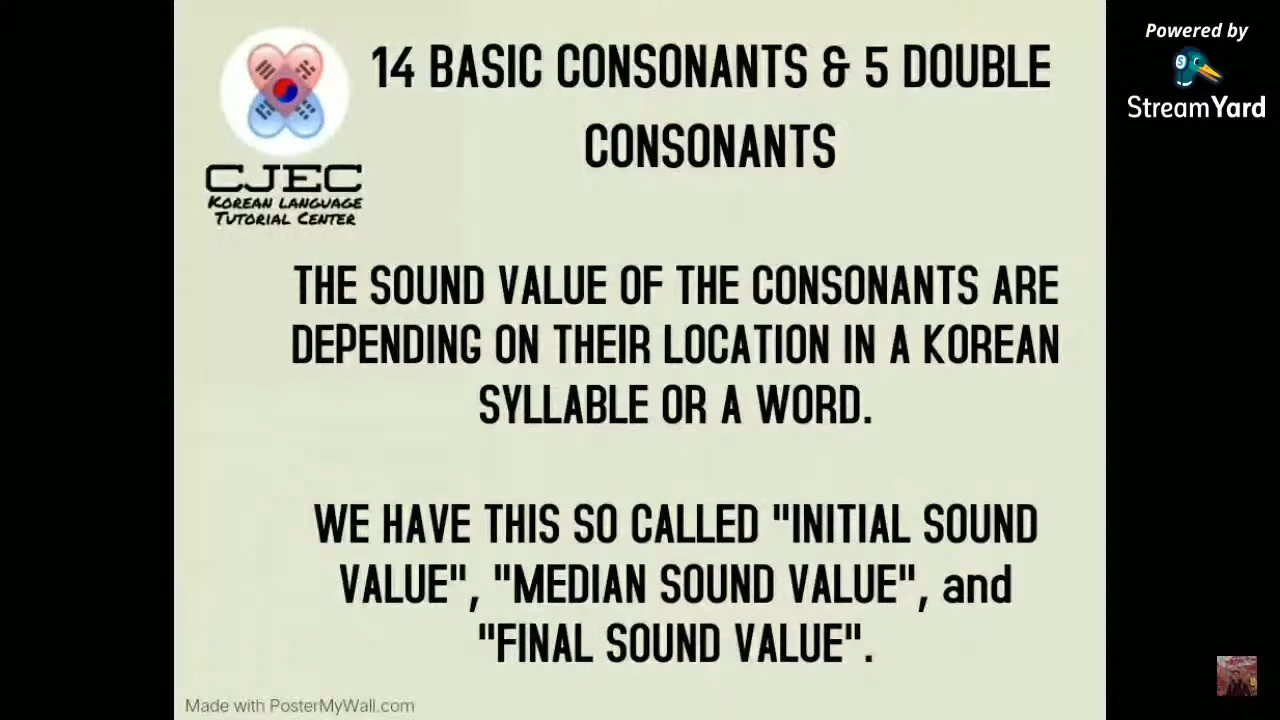 14 BASIC CONSONANTS & 5 DOUBLE
CONSONANTS
CJEC
KOREAN LANGUAGE
TUTORIAL CENTER
THE SOUND VALUE OF THE CONSONANTS ARE
DEPENDING ON THEIR LOCATION IN A KOREAN
SYLLABLE OR A WORD.
WE HAVE THIS SO CALLED "INITIAL SOUND
VALUE", "MEDIAN SOUND VALUE", and
"FINAL SOUND VALUE".
Made with PosterMyWall.com
Powered by
StreamYard